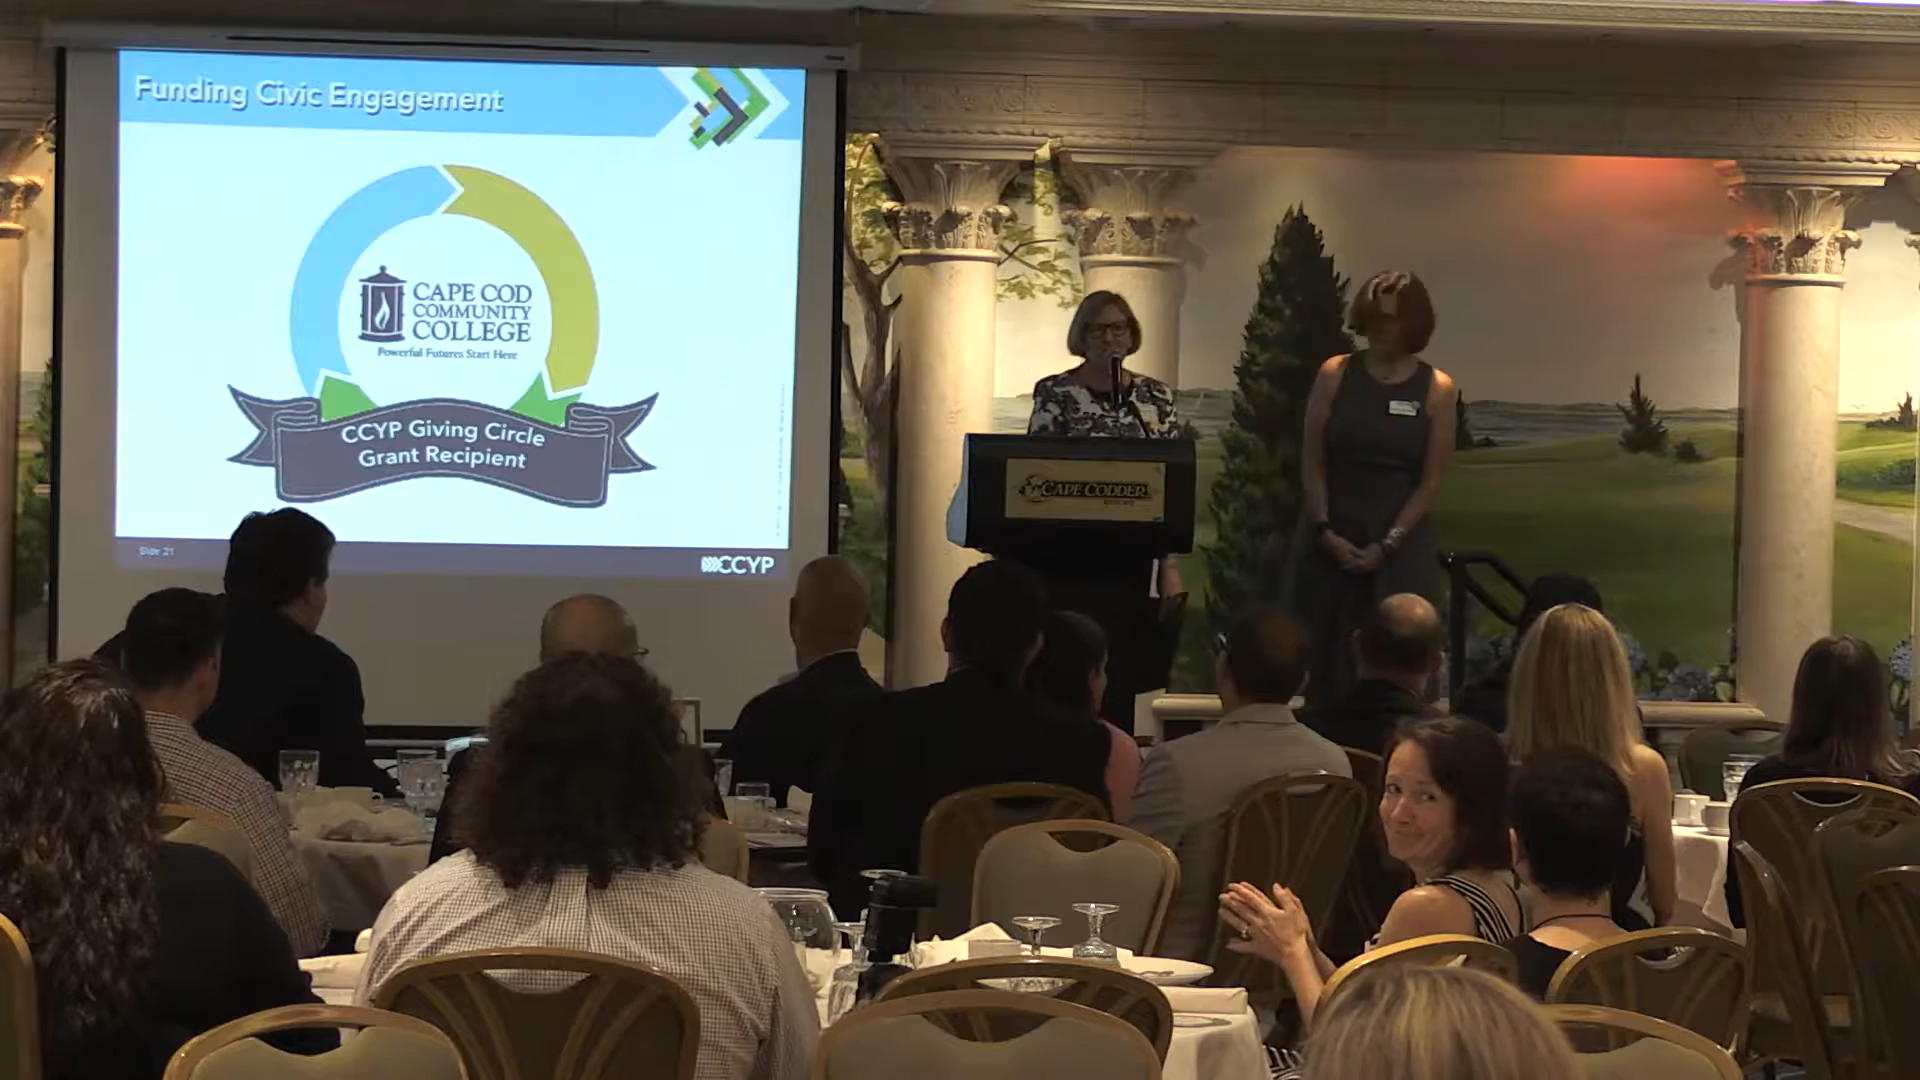 Funding Civic Engagement
CAPE COD
COMMUNITY
COLLEGE
Powerful Futures Start Here
CCYP Giving Circle
Grant Recipient
Slide 21
CCYP
CAPE CODDER